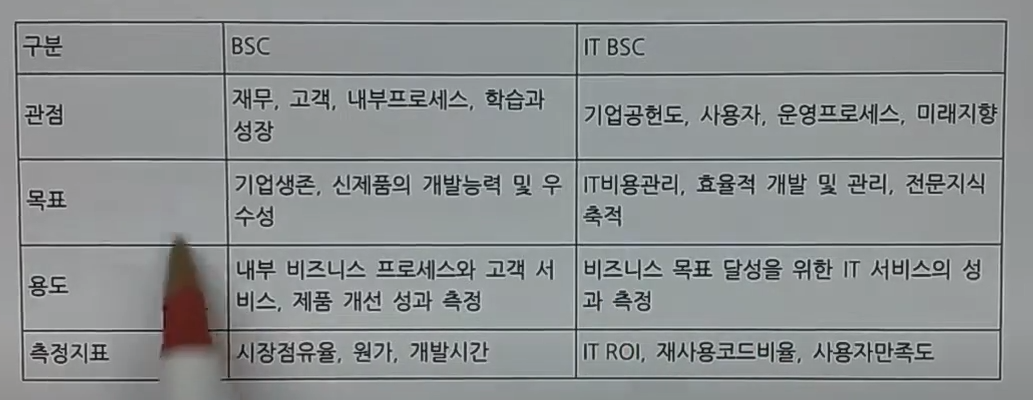 구분 BSC IT BSC
관점 재무, 고객, 내부프로세스, 학습과 성장 기업공헌도, 사용자, 운영프로세스, 미래지향
목표 기업생존, 신제품의 개발능력 및 우수성 IT비용관리, 효율적 개발 및 관리, 전문지식 축적
용도 내부 비즈니스 프로세스와 고객 서비스, 제품 개선 성과 측정 비즈니스 목표 달성을 위한 IT 서비스의 성과 측정
측정지표 시장점유율, 원가, 개발시간 IT ROI, 재사용코드비율, 사용자만족도